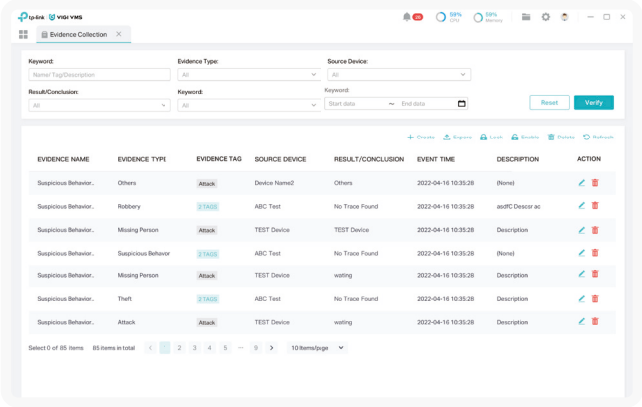 tp-link VIGI VMS 26 59% CPU 59% Memory
Evidence Collection
Keyword: Evidence Type: Source Device:
Name/ Tag/Description All All
Result/Conclusion: Keyword: Keyword:
All All Start data ~ End data Reset Verify
Create Export Lock Enable Delete Refresh
EVIDENCE NAME EVIDENCE TYPE EVIDENCE TAG SOURCE DEVICE RESULT/CONCLUSION EVENT TIME DESCRIPTION ACTION
Suspicious Behavior.. Others Attack Device Name2 Others 2022-04-16 10:35:28 (None)
Suspicious Behavior.. Robbery 2 TAGS ABC Test No Trace Found 2022-04-16 10:35:28 asdfC Descor ac
Suspicious Behavior.. Missing Person Attack TEST Device TEST Device 2022-04-16 10:35:28 Description
Suspicious Behavior.. Suspicious Behavor 2 TAGS ABC Test No Trace Found 2022-04-16 10:35:28 (None)
Suspicious Behavior.. Missing Person Attack TEST Device wating 2022-04-16 10:35:28 Description
Suspicious Behavior.. Theft 2 TAGS ABC Test No Trace Found 2022-04-16 10:35:28 Description
Suspicious Behavior.. Attack Attack TEST Device wating 2022-04-16 10:35:28 Description
Select 0 of 85 items 85 items in total < 2 3 4 5 ... 9 > 10 Items/page